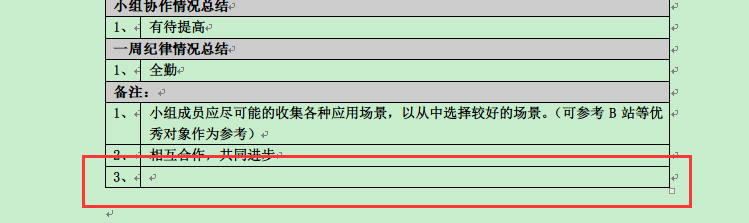 小组协作情况总结
1、 有待提高
一周纪律情况总结
1、 全勤
备注：
1、 小组成员应尽可能的收集各种应用场景，以从中选择较好的场景。（可参考 B 站等优
秀对象作为参考）
2、 相互合作，共同进步
3、